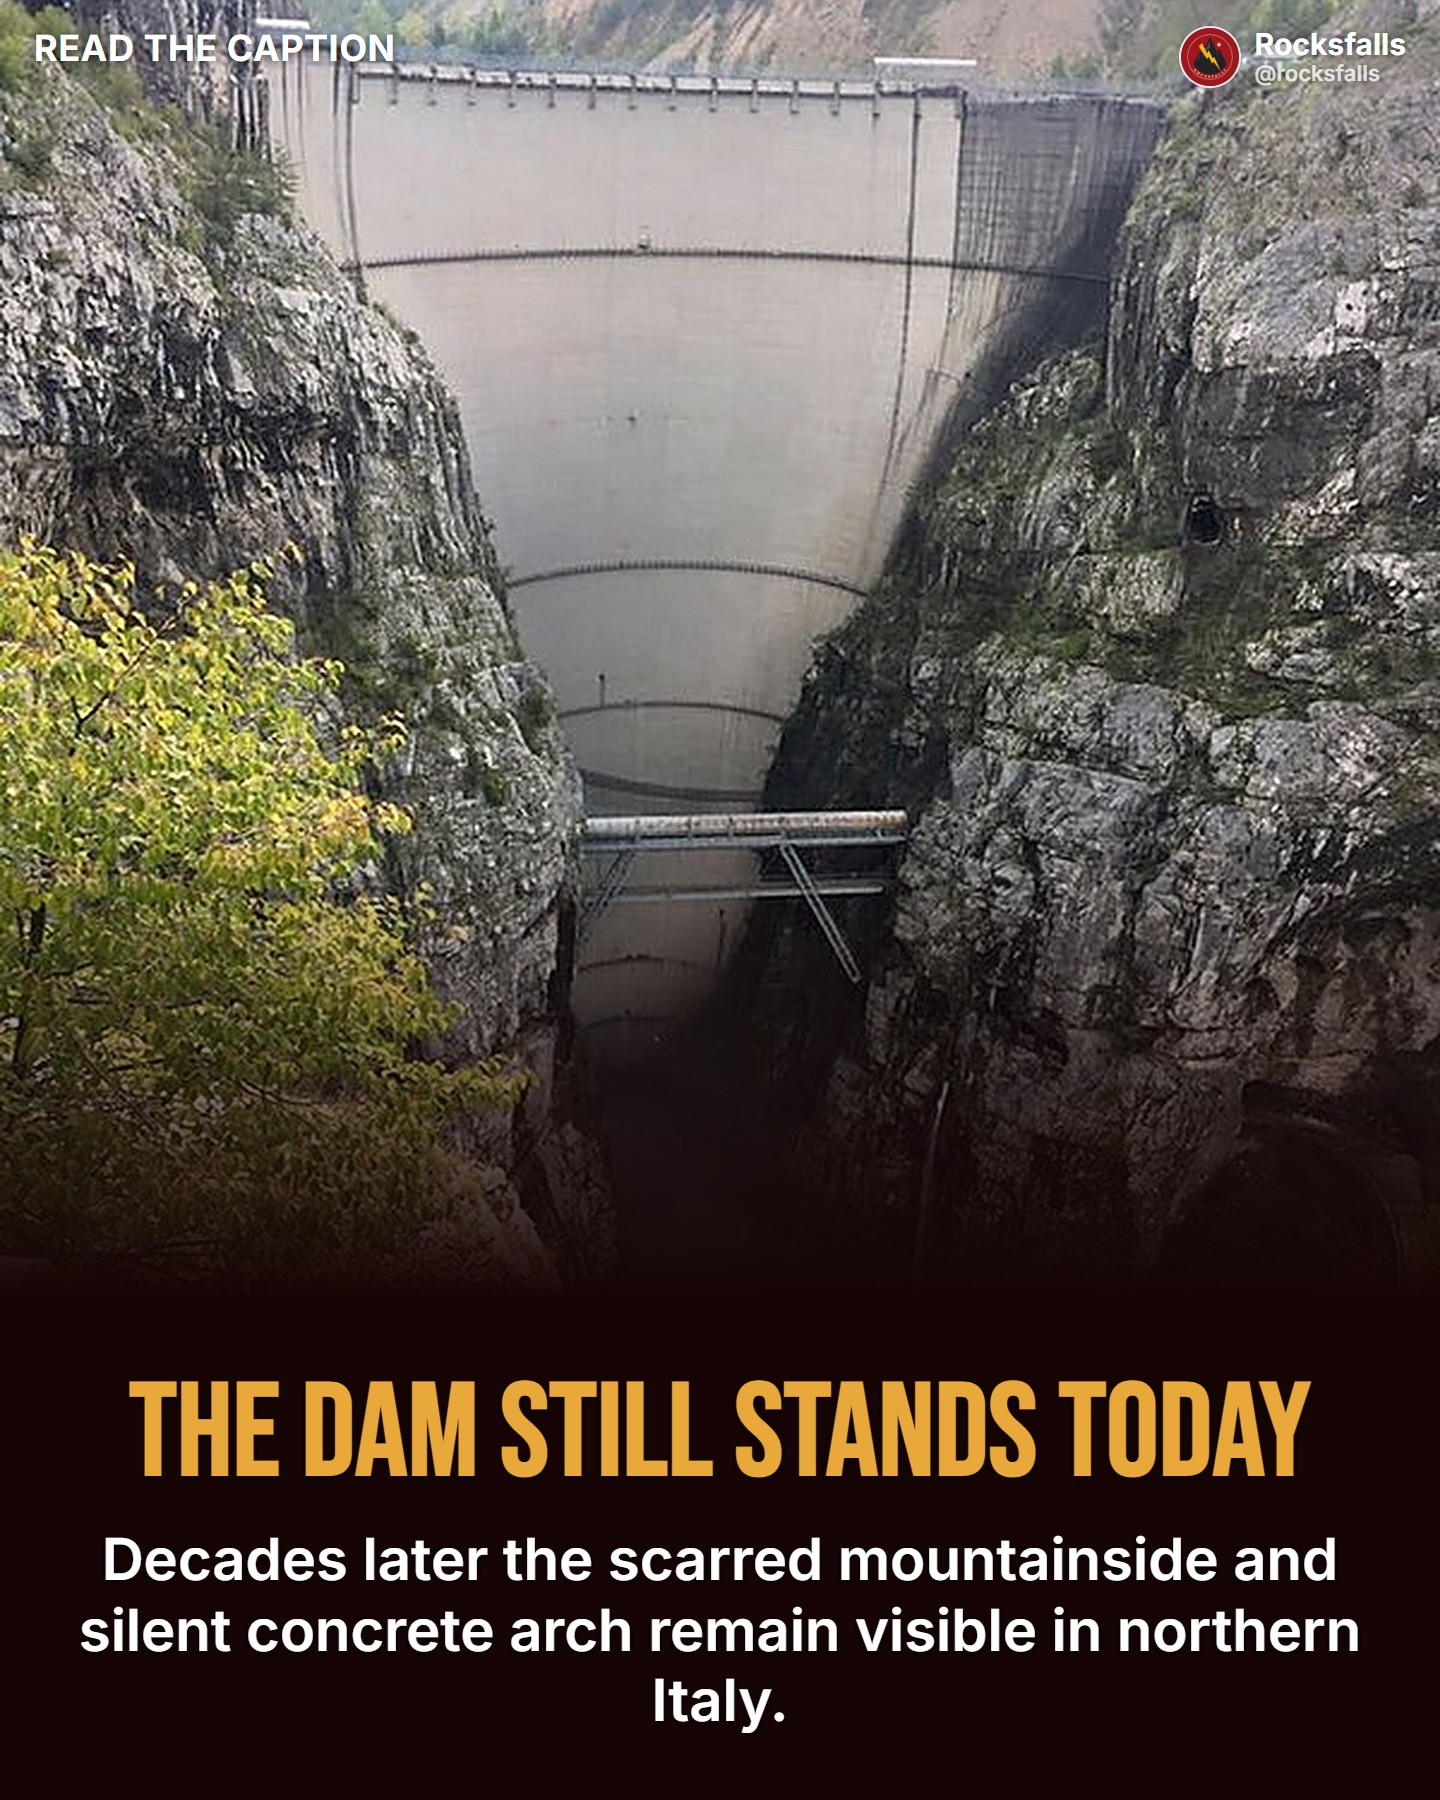 READ THE CAPTION
Rocksfalls
@rocksfalls
THE DAM STILL STANDS TODAY
Decades later the scarred mountainside and
silent concrete arch remain visible in northern
Italy.